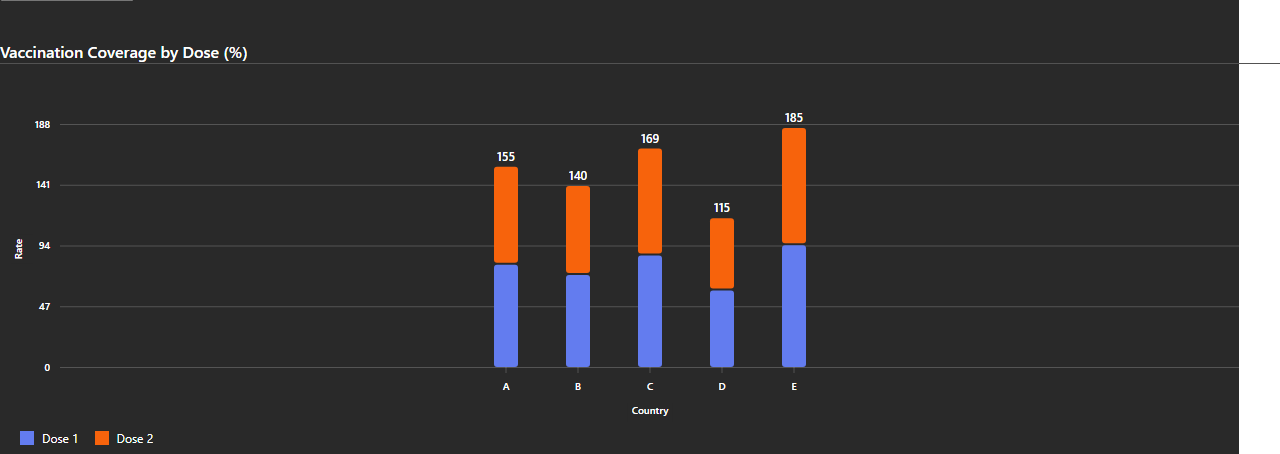 Vaccination Coverage by Dose (%)
188
141
94
47
0
Rate
155
140
169
115
185
A B C D E
Country
Dose 1 Dose 2